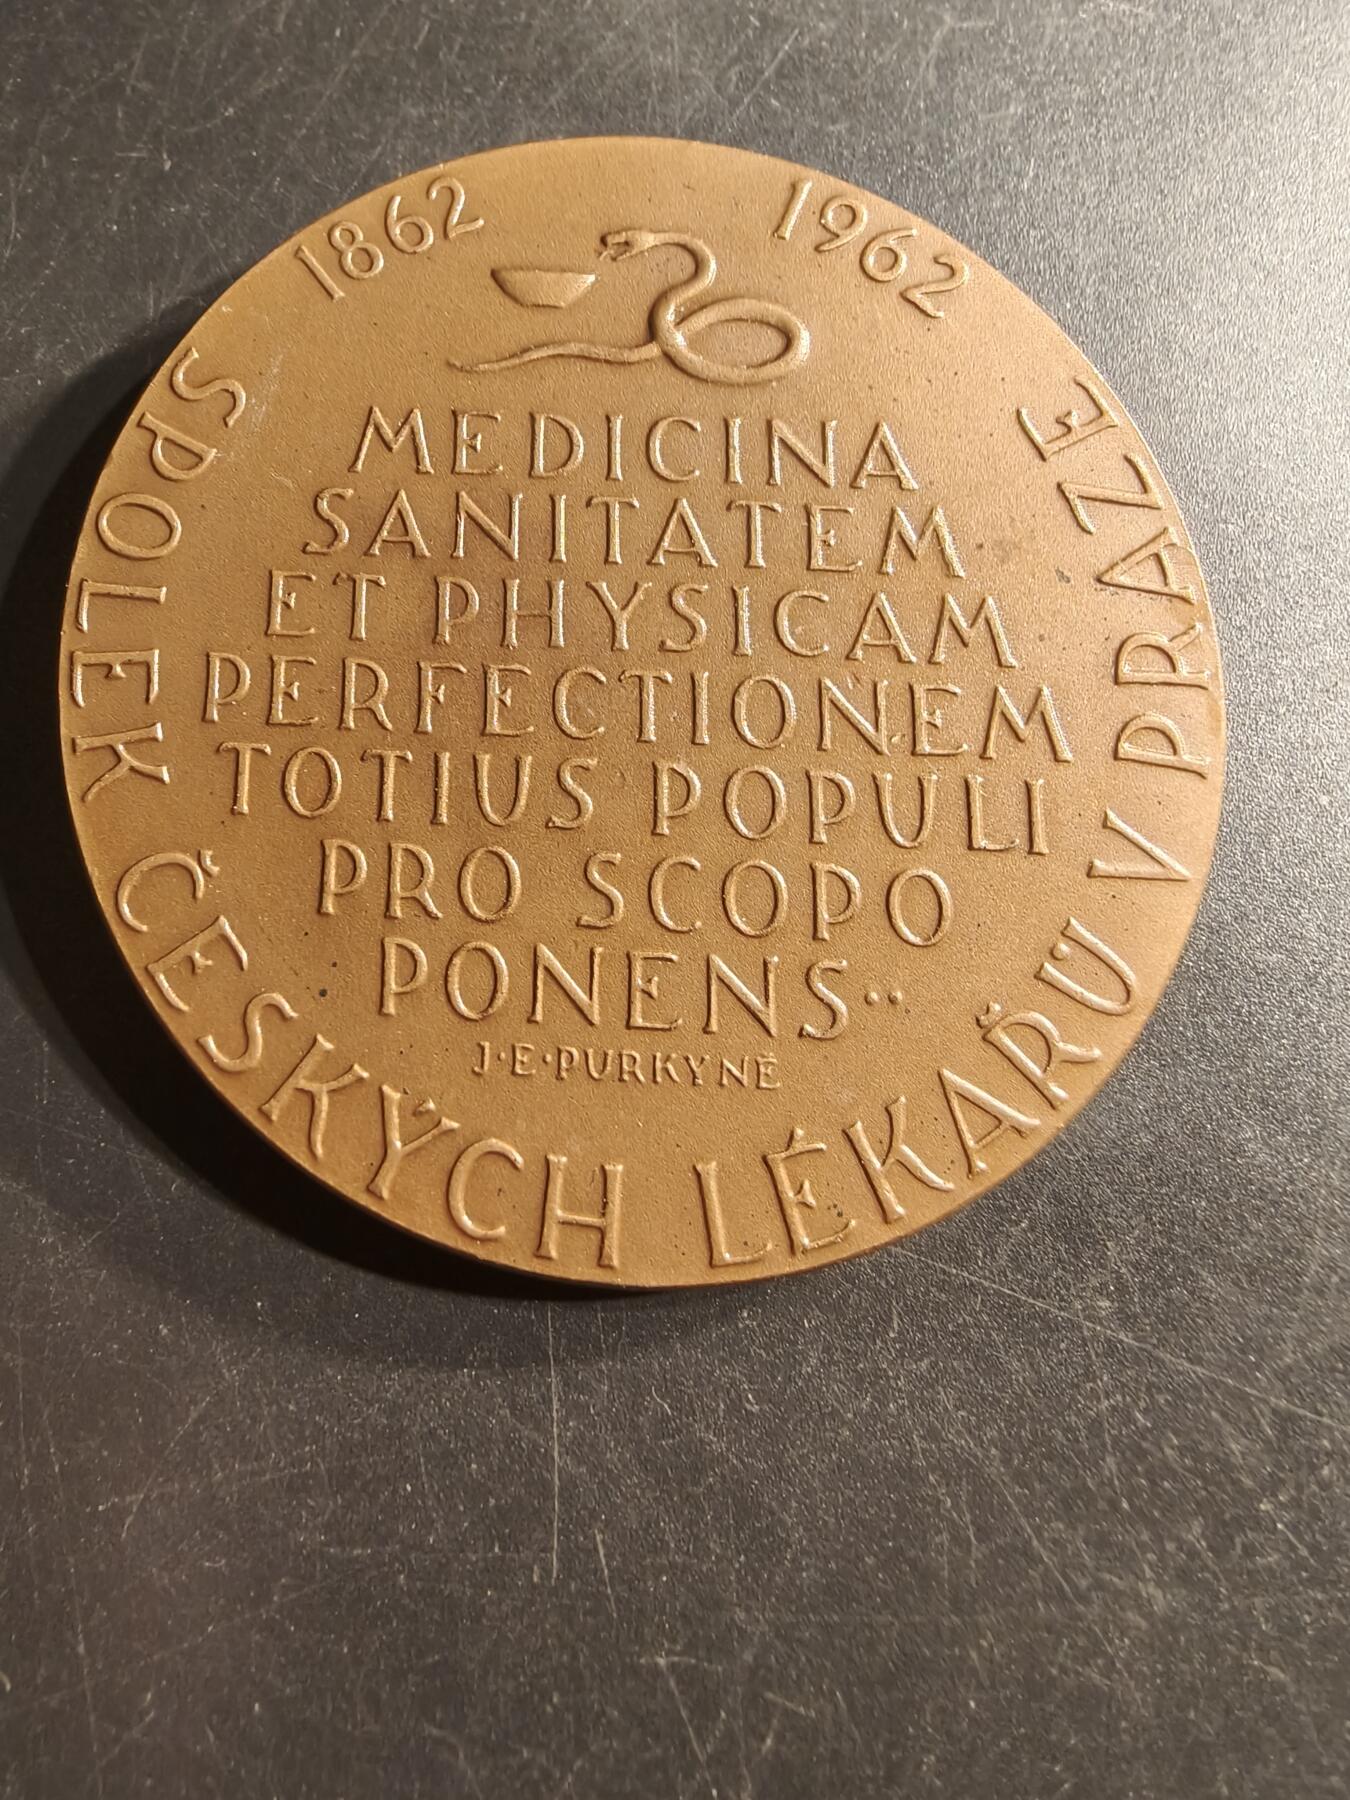 1862 1962
MEDICINA
SANITATEM
ET PHYSICAM
PERFECTIONEM
TOTIUS POPULI
PRO SCOPO
PONENS··
J·E·PURKYNĚ
SPOLEK ČESKÝCH LÉKAŘŮ V PRAZE